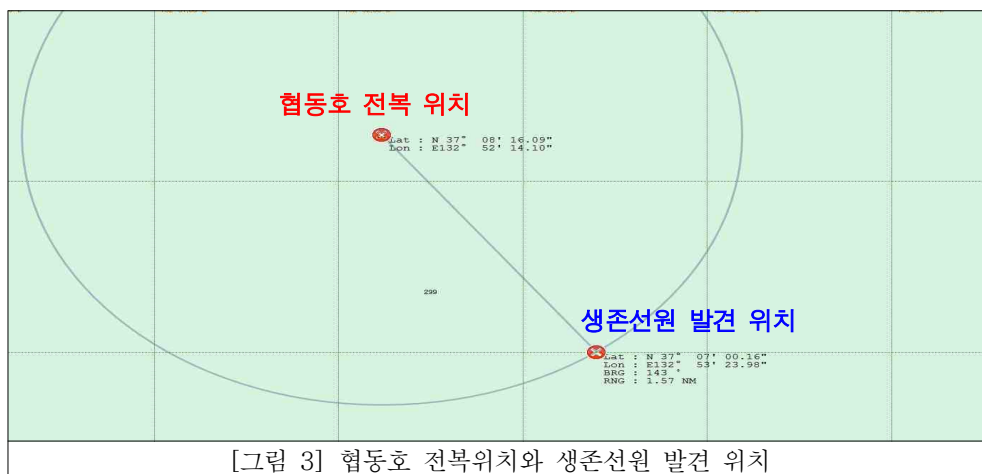 협동호 전복 위치
Lat : N 37° 08' 16.09"
Lon : E132° 52' 14.10"
299
생존선원 발견 위치
Lat : N 37° 07' 00.16"
Lon : E132° 53' 23.98"
BRG : 143 °
RNG : 1.57 NM
[그림 3] 협동호 전복위치와 생존선원 발견 위치